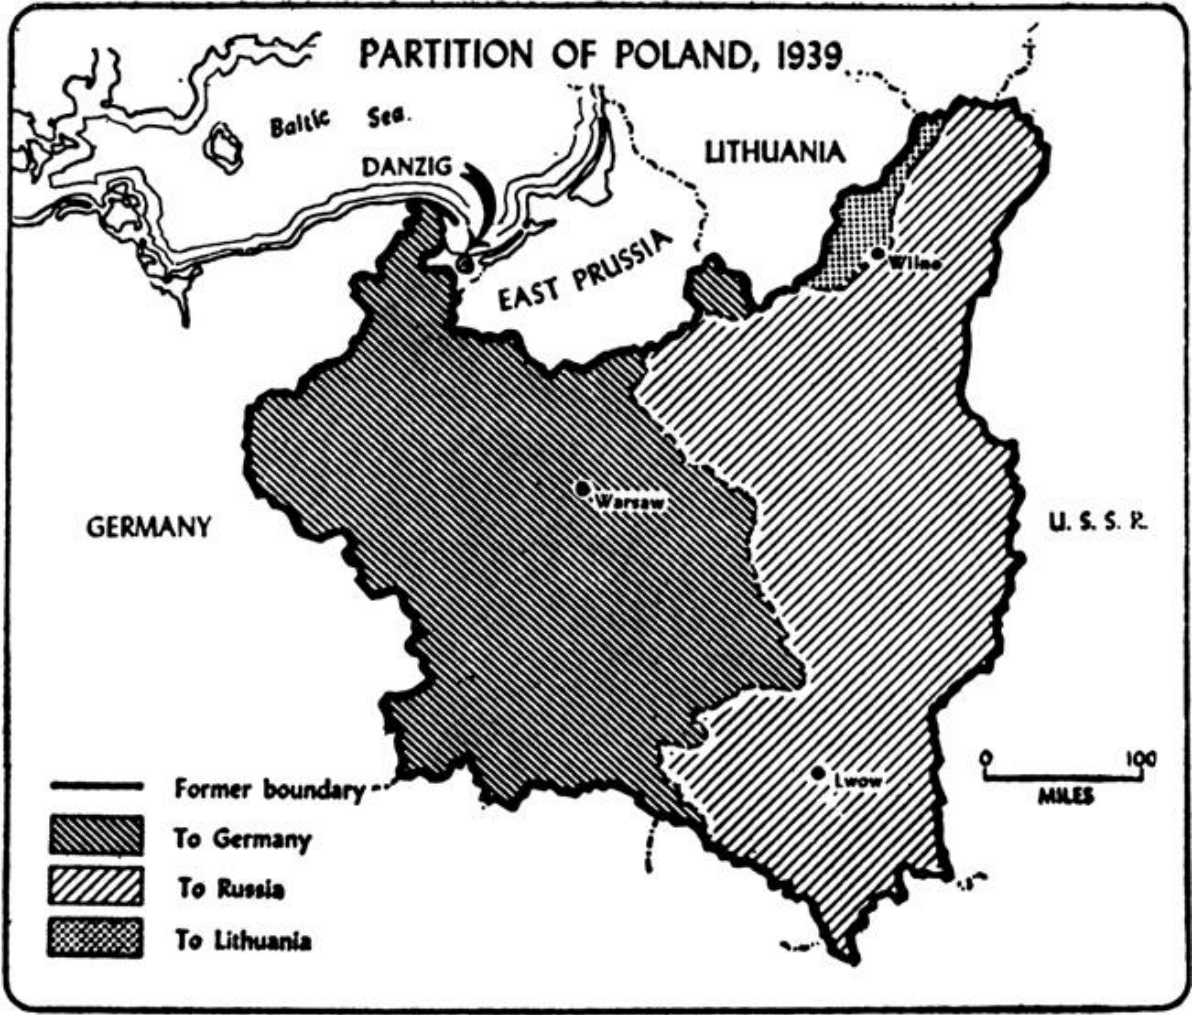 PARTITION OF POLAND, 1939
Baltic Sea.
DANZIG
LITHUANIA
EAST PRUSSIA
Wilno
Warsaw
GERMANY
U. S. S. R.
Lwow
0 100
MILES
Former boundary
To Germany
To Russia
To Lithuania